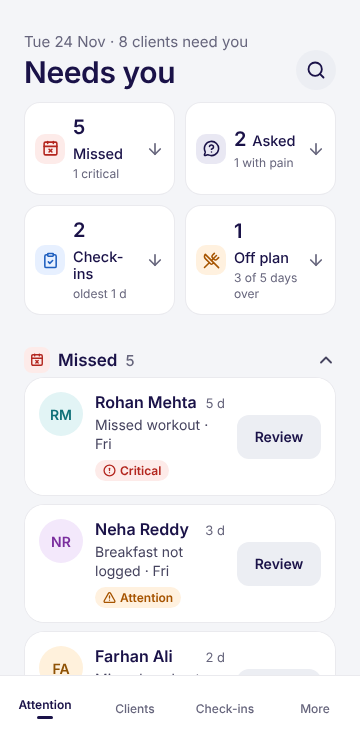 Tue 24 Nov · 8 clients need you
Needs you
5
Missed
1 critical
2 Asked
1 with pain
2
Check-
ins
oldest 1 d
1
Off plan
3 of 5 days
over
Missed 5
RM
Rohan Mehta 5 d
Missed workout ·
Fri
Critical
Review
NR
Neha Reddy 3 d
Breakfast not
logged · Fri
Attention
Review
FA
Farhan Ali 2 d
Attention
Clients
Check-ins
More